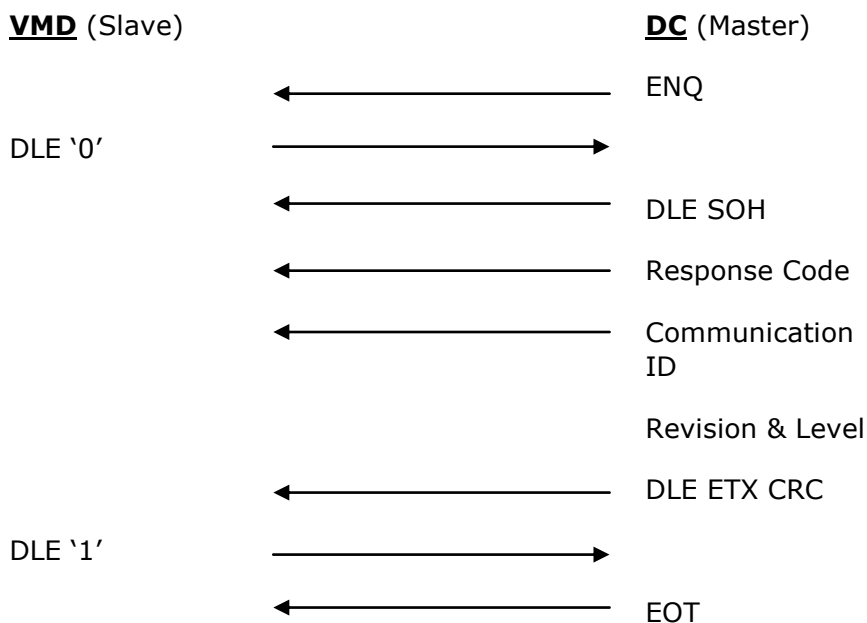 VMD (Slave) DC (Master)
ENQ
DLE ‘0’
DLE SOH
Response Code
Communication
ID
Revision & Level
DLE ETX CRC
DLE ‘1’
EOT